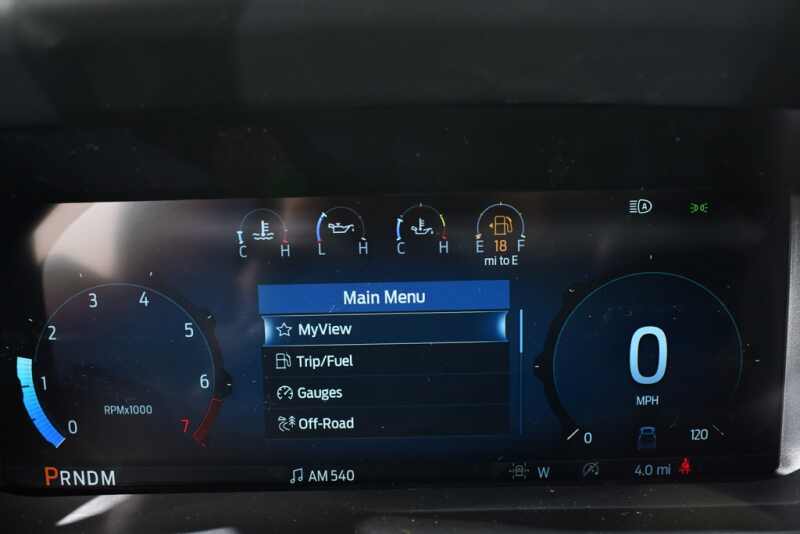 C H
L H
C H
E 18 F
mi to E
Main Menu
MyView
Trip/Fuel
Gauges
Off-Road
0 1 2 3 4 5 6 7
RPMx1000
0
MPH
0 120
PRNDM
AM 540
W
4.0 mi
A